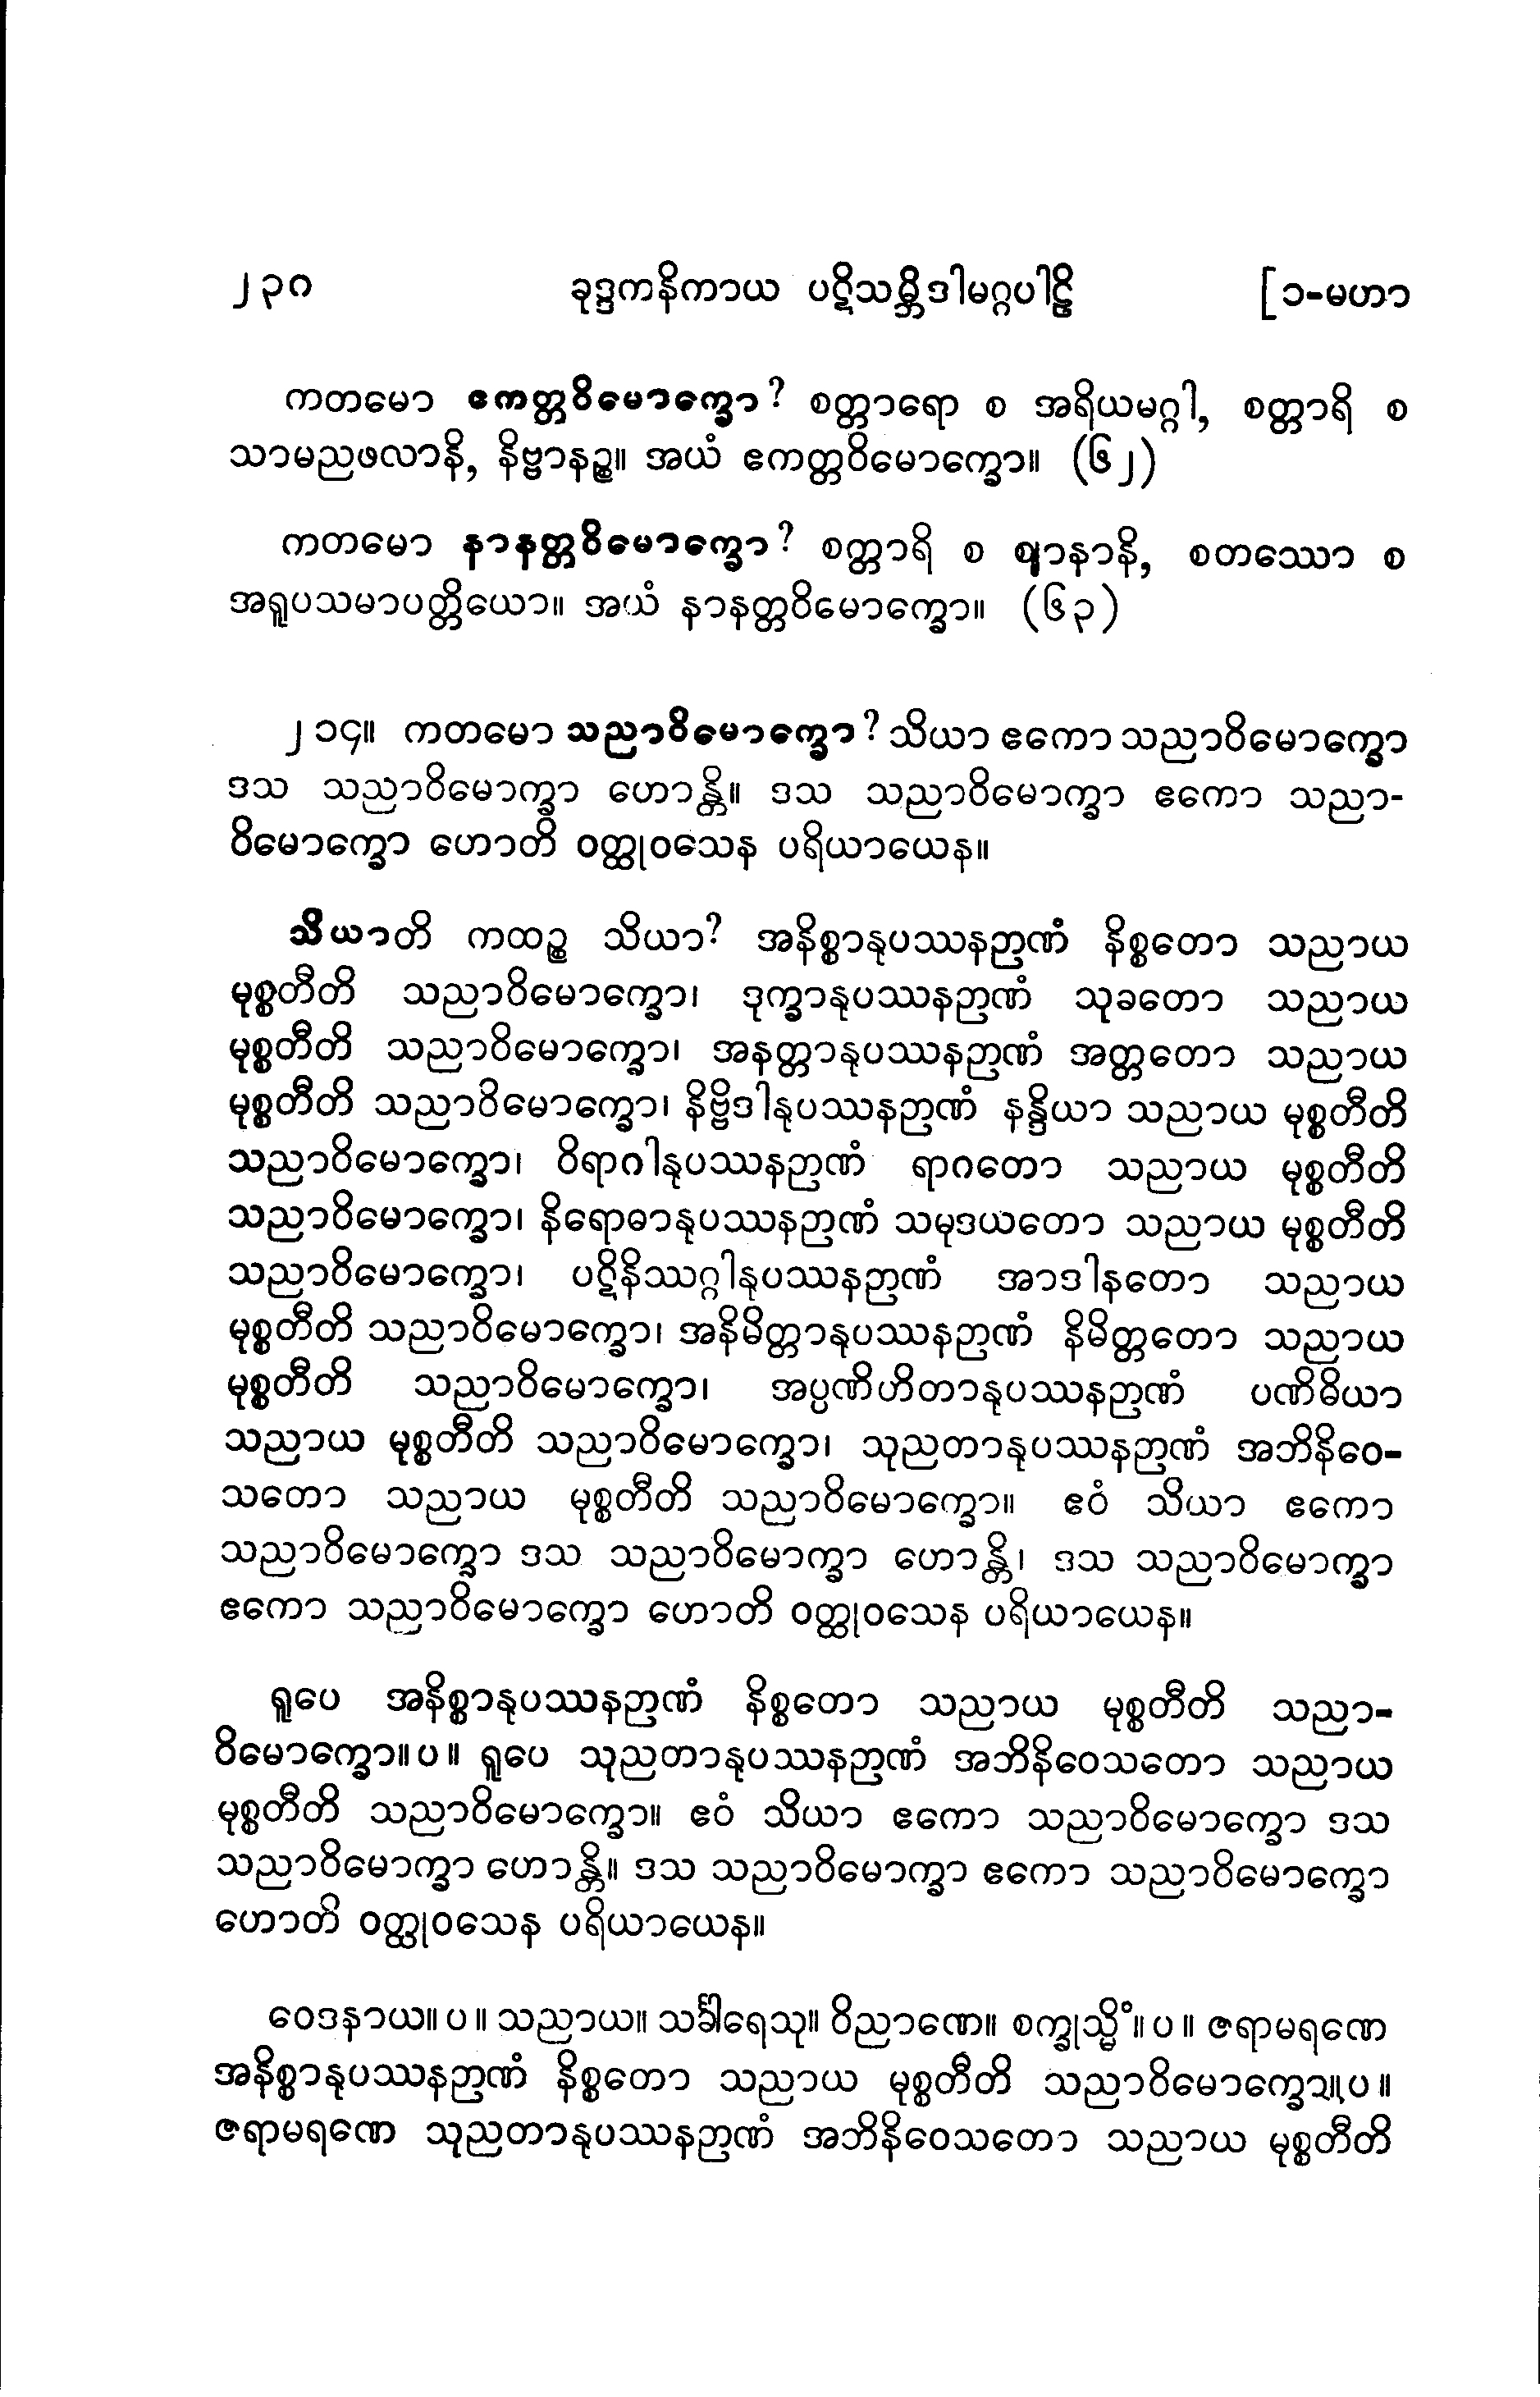 ၂၃၈ ခုဒ္ဒကနိကာယ ပဋိသမ္ဘိဒါမဂ္ဂပါဠိ [၁-မဟာ
ကတမော ဧကတ္တဝိမောက္ခော? စတ္တာရော စ အရိယမဂ္ဂါ, စတ္တာရိ စ
သာမညဖလာနိ, နိဗ္ဗာနဉ္စ။ အယံ ဧကတ္တဝိမောက္ခော။ (၆၂)
ကတမော နာနတ္တဝိမောက္ခော? စတ္တာရိ စ ဈာနာနိ, စတဿော စ
အရူပသမာပတ္တိယော။ အယံ နာနတ္တဝိမောက္ခော။ (၆၃)
၂၁၄။ ကတမော သညာဝိမောက္ခော? သိယာ ဧကော သညာဝိမောက္ခော
ဒသ သညာဝိမောက္ခာ ဟောန္တိ။ ဒသ သညာဝိမောက္ခာ ဧကော သညာ-
ဝိမောက္ခော ဟောတိ ဝတ္ထုဝသေန ပရိယာယေန။
သိယာတိ ကထဉ္စ သိယာ? အနိစ္စာနုပဿနဉာဏံ နိစ္စတော သညာယ
မုစ္စတီတိ သညာဝိမောက္ခော၊ ဒုက္ခာနုပဿနဉာဏံ သုခတော သညာယ
မုစ္စတီတိ သညာဝိမောက္ခော၊ အနတ္တာနုပဿနဉာဏံ အတ္တတော သညာယ
မုစ္စတီတိ သညာဝိမောက္ခော၊ နိဗ္ဗိဒါနုပဿနဉာဏံ နန္ဒိယာ သညာယ မုစ္စတီတိ
သညာဝိမောက္ခော၊ ဝိရာဂါနုပဿနဉာဏံ ရာဂတော သညာယ မုစ္စတီတိ
သညာဝိမောက္ခော၊ နိရောဓာနုပဿနဉာဏံ သမုဒယတော သညာယ မုစ္စတီတိ
သညာဝိမောက္ခော၊ ပဋိနိဿဂ္ဂါနုပဿနဉာဏံ အာဒါနတော သညာယ
မုစ္စတီတိ သညာဝိမောက္ခော၊ အနိမိတ္တာနုပဿနဉာဏံ နိမိတ္တတော သညာယ
မုစ္စတီတိ သညာဝိမောက္ခော၊ အပ္ပဏိဟိတာနုပဿနဉာဏံ ပဏိဓိယာ
သညာယ မုစ္စတီတိ သညာဝိမောက္ခော၊ သုညတာနုပဿနဉာဏံ အဘိနိဝေ-
သတော သညာယ မုစ္စတီတိ သညာဝိမောက္ခော။ ဧဝံ သိယာ ဧကော
သညာဝိမောက္ခော ဒသ သညာဝိမောက္ခာ ဟောန္တိ၊ ဒသ သညာဝိမောက္ခာ
ဧကော သညာဝိမောက္ခော ဟောတိ ဝတ္ထုဝသေန ပရိယာယေန။
ရူပေ အနိစ္စာနုပဿနဉာဏံ နိစ္စတော သညာယ မုစ္စတီတိ သညာ-
ဝိမောက္ခော။ပ။ ရူပေ သုညတာနုပဿနဉာဏံ အဘိနိဝေသတော သညာယ
မုစ္စတီတိ သညာဝိမောက္ခော။ ဧဝံ သိယာ ဧကော သညာဝိမောက္ခော ဒသ
သညာဝိမောက္ခာ ဟောန္တိ။ ဒသ သညာဝိမောက္ခာ ဧကော သညာဝိမောက္ခော
ဟောတိ ဝတ္ထုဝသေန ပရိယာယေန။
ဝေဒနာယ။ပ။ သညာယ။ သင်္ခါရေသု။ ဝိညာဏေ။ စက္ခုသ္မိံ။ပ။ ဇရာမရဏေ
အနိစ္စာနုပဿနဉာဏံ နိစ္စတော သညာယ မုစ္စတီတိ သညာဝိမောက္ခော။ပ။
ဇရာမရဏေ သုညတာနုပဿနဉာဏံ အဘိနိဝေသတော သညာယ မုစ္စတီတိ